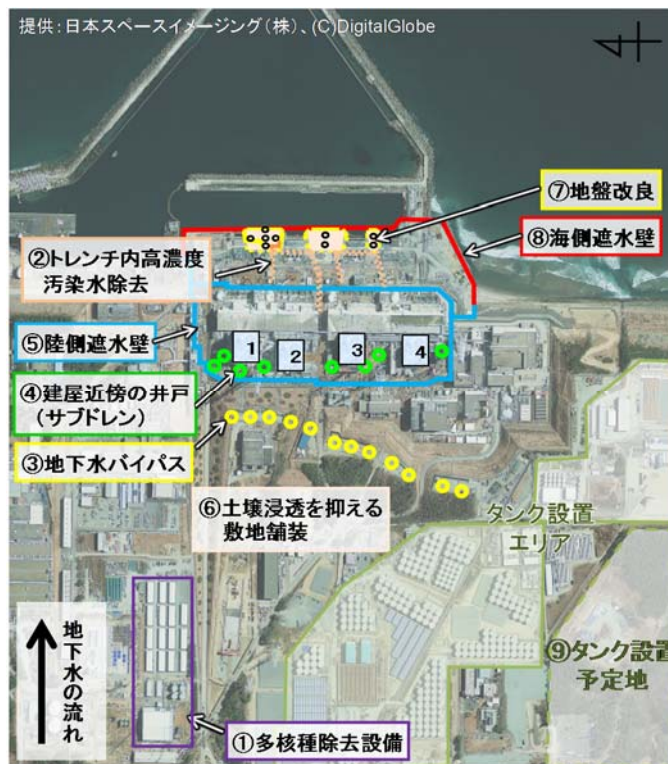 提供:日本スペースイメージング(株)、(C)DigitalGlobe
⑦地盤改良
⑧海側遮水壁
②トレンチ内高濃度
汚染水除去
⑤陸側遮水壁
1
2
3
4
④建屋近傍の井戸
(サブドレン)
③地下水バイパス
⑥土壌浸透を抑える
敷地舗装
タンク設置
エリア
⑨タンク設置
予定地
地下水の流れ
①多核種除去設備